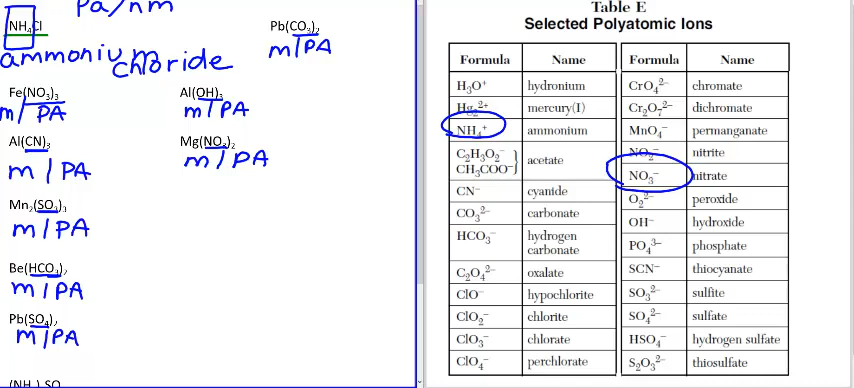 Pa/nm
NH₄Cl
ammonium
chloride
Pb(CO₃)₂
m/PA
Fe(NO₃)₃
m/PA
Al(OH)₃
m/PA
Al(CN)₃
m/PA
Mg(NO₃)₂
m/PA
Mn₂(SO₄)₃
m/PA
Be(HCO₃)₂
m/PA
Pb(SO₄)₂
m/PA
Table E
Selected Polyatomic Ions
Formula Name Formula Name
H₃O⁺ hydronium CrO₄²⁻ chromate
Hg₂²⁺ mercury(I) Cr₂O₇²⁻ dichromate
NH₄⁺ ammonium MnO₄⁻ permanganate
C₂H₃O₂⁻ CH₃COO⁻ } acetate NO₂⁻ nitrite
NO₃⁻ nitrate
CN⁻ cyanide O₂²⁻ peroxide
CO₃²⁻ carbonate OH⁻ hydroxide
HCO₃⁻ hydrogen carbonate PO₄³⁻ phosphate
SCN⁻ thiocyanate
C₂O₄²⁻ oxalate SO₃²⁻ sulfite
ClO⁻ hypochlorite
ClO₂⁻ chlorite SO₄²⁻ sulfate
ClO₃⁻ chlorate HSO₄⁻ hydrogen sulfate
ClO₄⁻ perchlorate S₂O₃²⁻ thiosulfate